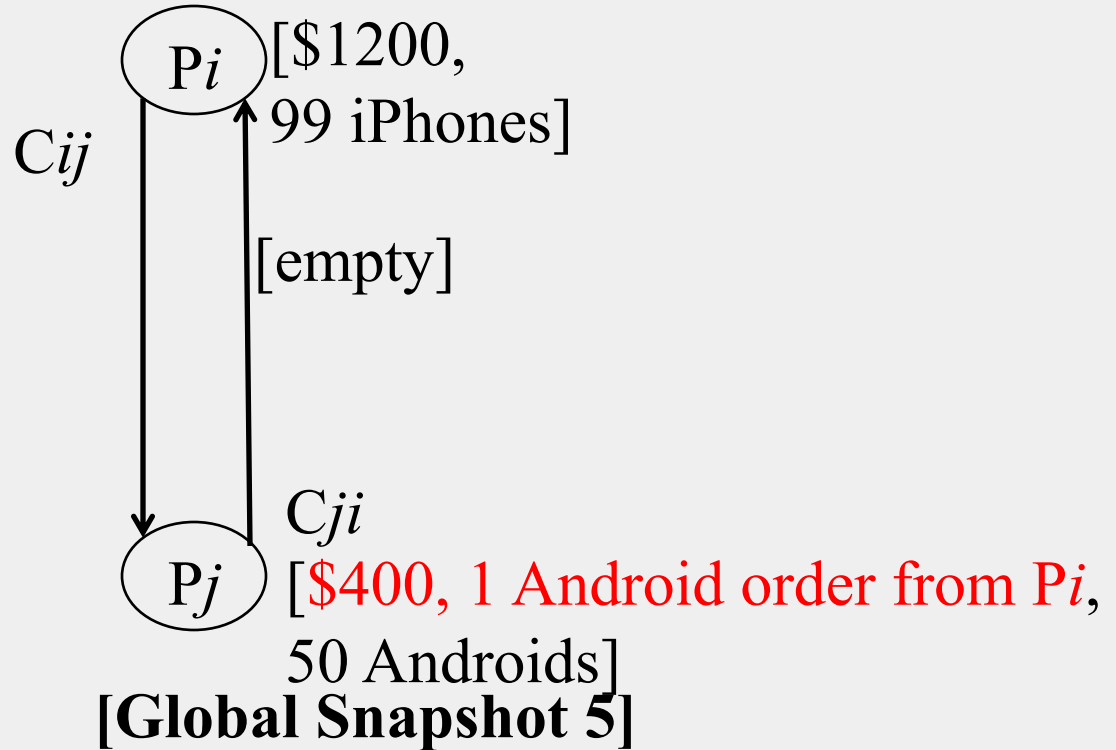 Pi
[$1200,
99 iPhones]
Cij
[empty]
Cji
Pj
[$400, 1 Android order from Pi,
50 Androids]
[Global Snapshot 5]